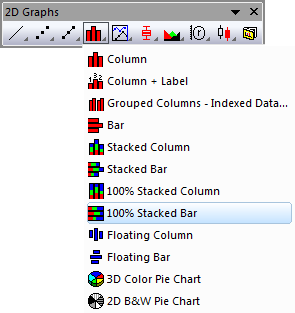 2D Graphs
Column
Column + Label
Grouped Columns - Indexed Data...
Bar
Stacked Column
Stacked Bar
100% Stacked Column
100% Stacked Bar
Floating Column
Floating Bar
3D Color Pie Chart
2D B&W Pie Chart